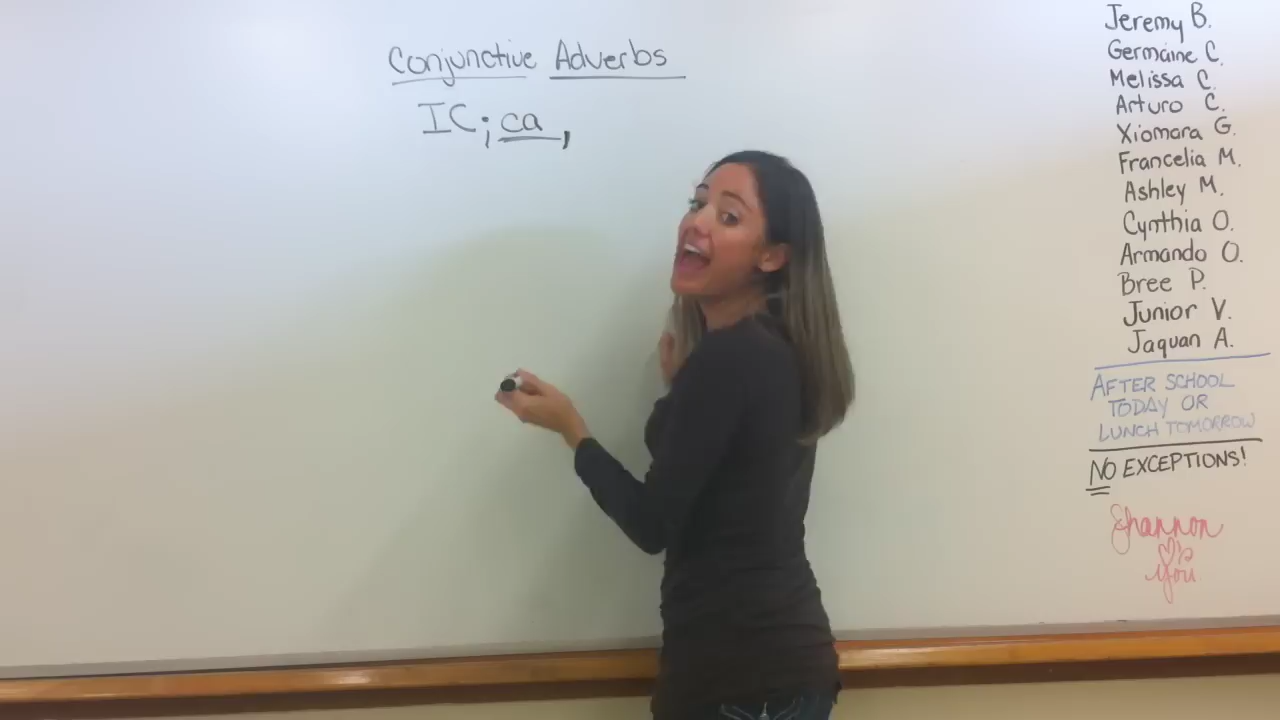 Conjunctive Adverbs
IC; ca,
Jeremy B.
Germaine C.
Melissa C.
Arturo C.
Xiomara G.
Francelia M.
Ashley M.
Cynthia O.
Armando O.
Bree P.
Junior V.
Jaquan A.
AFTER SCHOOL
TODAY OR
LUNCH TOMORROW
NO EXCEPTIONS!
Shannon
♡'s
You